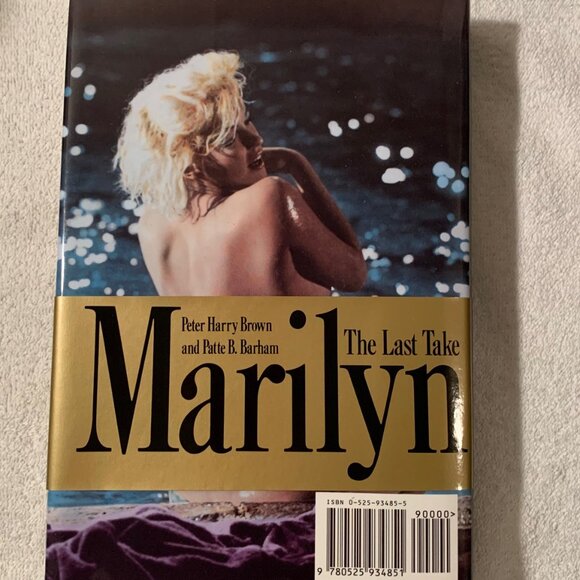 Peter Harry Brown
and Patte B. Barham
The Last Take
Marilyn
ISBN 0-525-93485-5
90000>
9 780525 934851